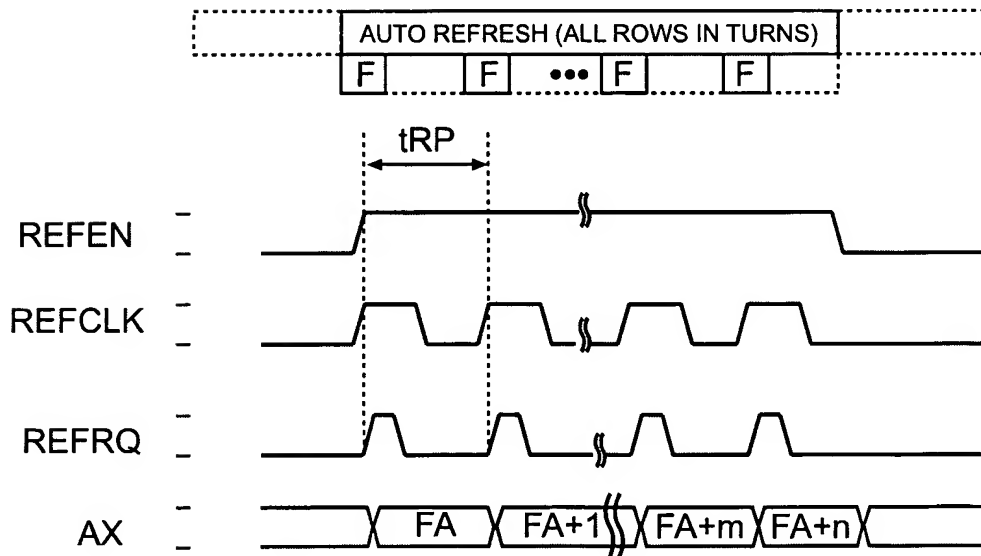 AUTO REFRESH (ALL ROWS IN TURNS)
F F ••• F F
tRP
REFEN
REFCLK
REFRQ
AX FA FA+1 FA+m FA+n